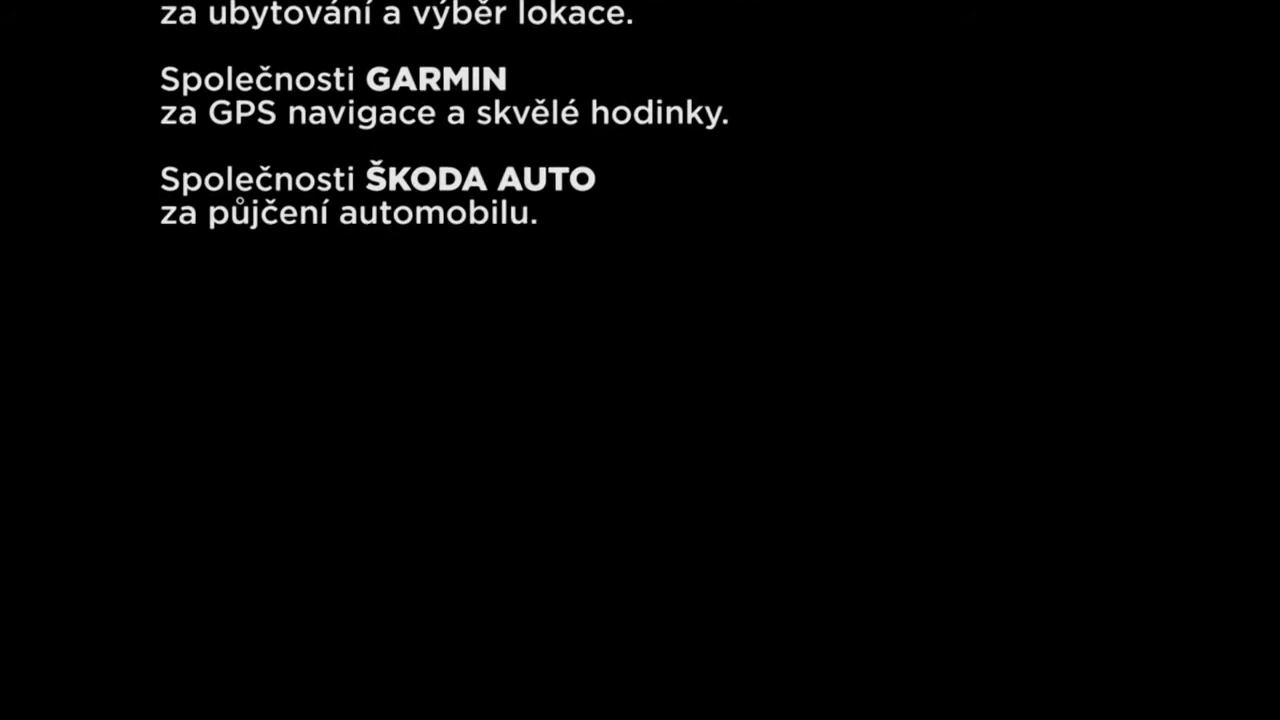 za ubytování a výběr lokace.
Společnosti GARMIN
za GPS navigace a skvělé hodinky.
Společnosti ŠKODA AUTO
za půjčení automobilu.